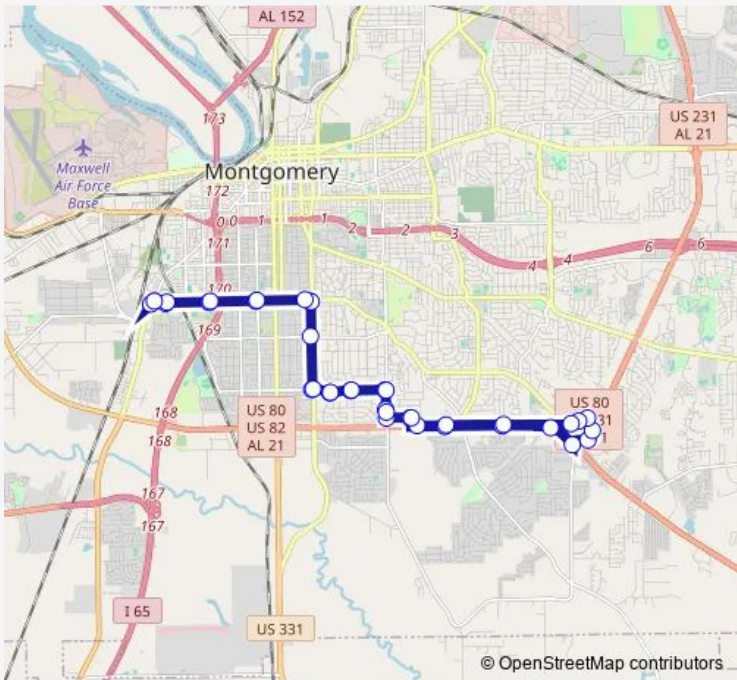 AL 152
173
US 231
AL 21
Maxwell
Air Force
Base
Montgomery
172
0 0 1 1 2 2 3 4 4 6 6
171
170
169
168
168
US 80
US 82
AL 21
US 80
31
1
167
167
I 65
US 331
© OpenStreetMap contributors